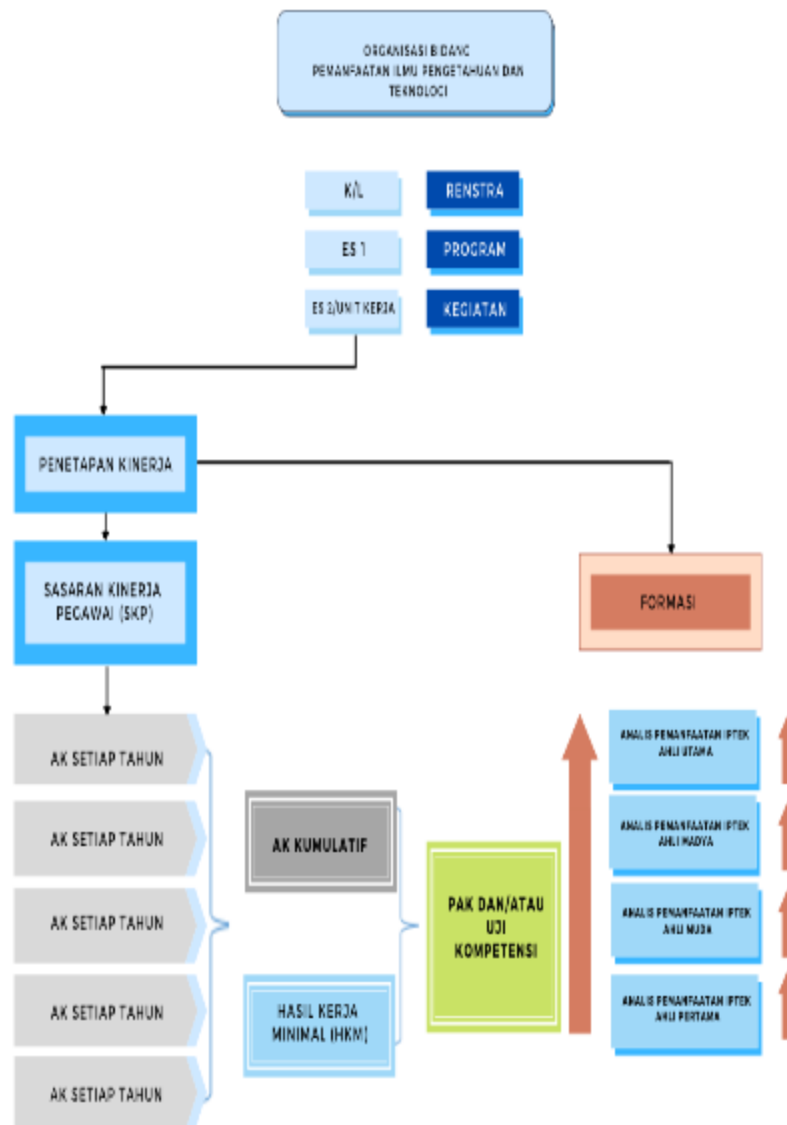 ORGANISASI BIDANG
PEMANFAATAN ILMU PENGETAHUAN DAN
TEKNOLOGI
K/L
RENSTRA
ES 1
PROGRAM
ES 2/UNIT KERJA
KEGIATAN
PENETAPAN KINERJA
SASARAN KINERJA
PEGAWAI (SKP)
FORMASI
AK SETIAP TAHUN
AK SETIAP TAHUN
AK SETIAP TAHUN
AK SETIAP TAHUN
AK SETIAP TAHUN
AK KUMULATIF
HASIL KERJA
MINIMAL (HKM)
PAK DAN/ATAU
UJI
KOMPETENSI
ANALIS PEMANFAATAN IPTEK
AHLI UTAMA
ANALIS PEMANFAATAN IPTEK
AHLI MADYA
ANALIS PEMANFAATAN IPTEK
AHLI MUDA
ANALIS PEMANFAATAN IPTEK
AHLI PERTAMA